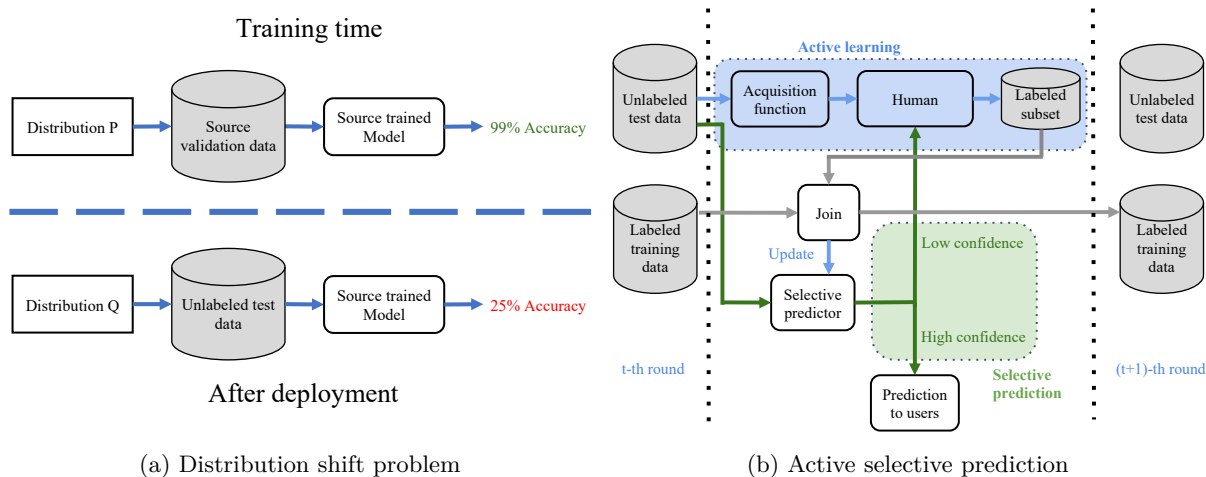 Training time
Distribution P
Source
validation data
Source trained
Model
99% Accuracy
Distribution Q
Unlabeled test
data
Source trained
Model
25% Accuracy
After deployment
(a) Distribution shift problem
Active learning
Unlabeled
test data
Acquisition
function
Human
Labeled
subset
Unlabeled
test data
Labeled
training
data
Join
Labeled
training
data
Update
Low confidence
Selective
predictor
High confidence
t-th round
Selective
prediction
(t+1)-th round
Prediction
to users
(b) Active selective prediction